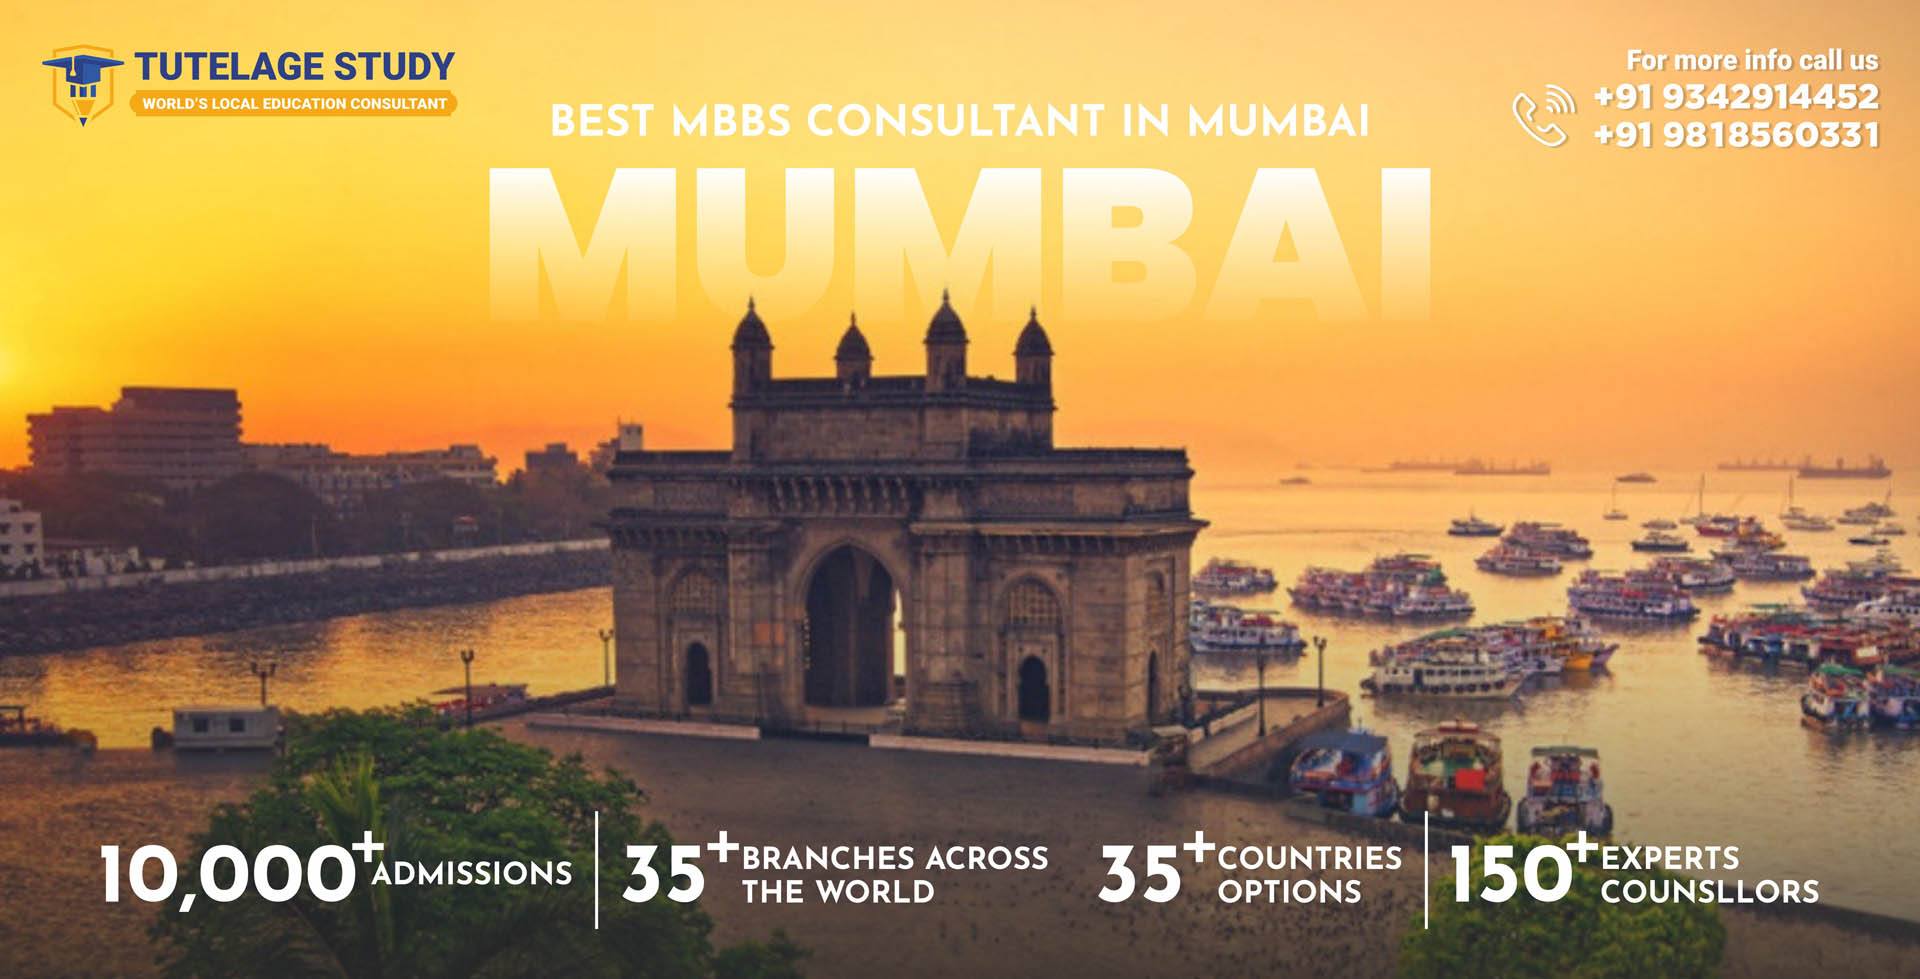 TUTELAGE STUDY
WORLD'S LOCAL EDUCATION CONSULTANT
For more info call us
+91 9342914452
+91 9818560331
BEST MBBS CONSULTANT IN MUMBAI
MUMBAI
10,000+ ADMISSIONS
35+ BRANCHES ACROSS
THE WORLD
35+ COUNTRIES
OPTIONS
150+ EXPERTS
COUNSLLORS